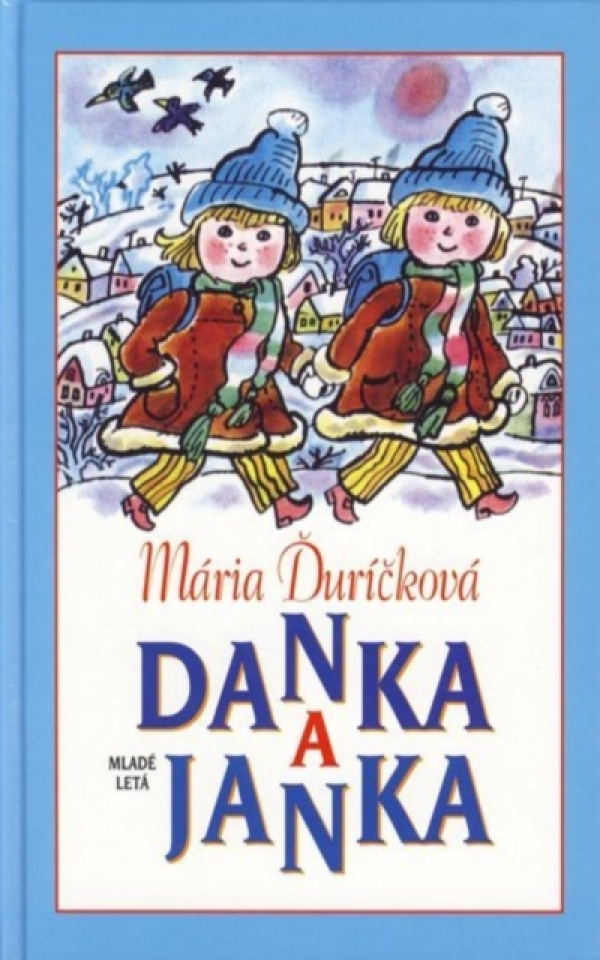 Mária Ďuríčková
DANKA
A
MLADÉ
LETÁ
JANKA